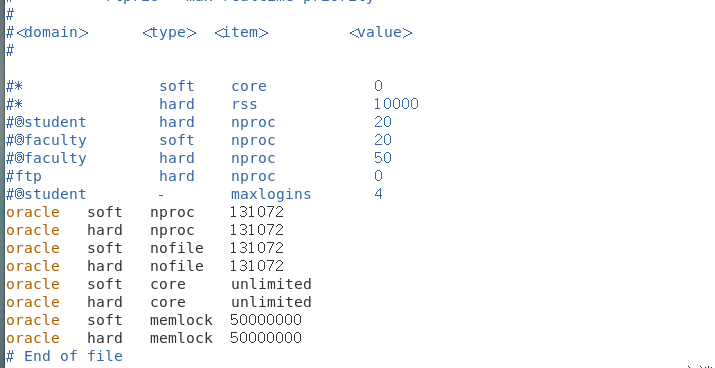 #
#<domain>      <type>  <item>         <value>
#
#*               soft    core            0
#*               hard    rss             10000
#@student        hard    nproc           20
#@faculty        soft    nproc           20
#@faculty        hard    nproc           50
#ftp             hard    nproc           0
#@student        -       maxlogins       4
oracle   soft   nproc    131072
oracle   hard   nproc    131072
oracle   soft   nofile   131072
oracle   hard   nofile   131072
oracle   soft   core     unlimited
oracle   hard   core     unlimited
oracle   soft   memlock  50000000
oracle   hard   memlock  50000000
# End of file